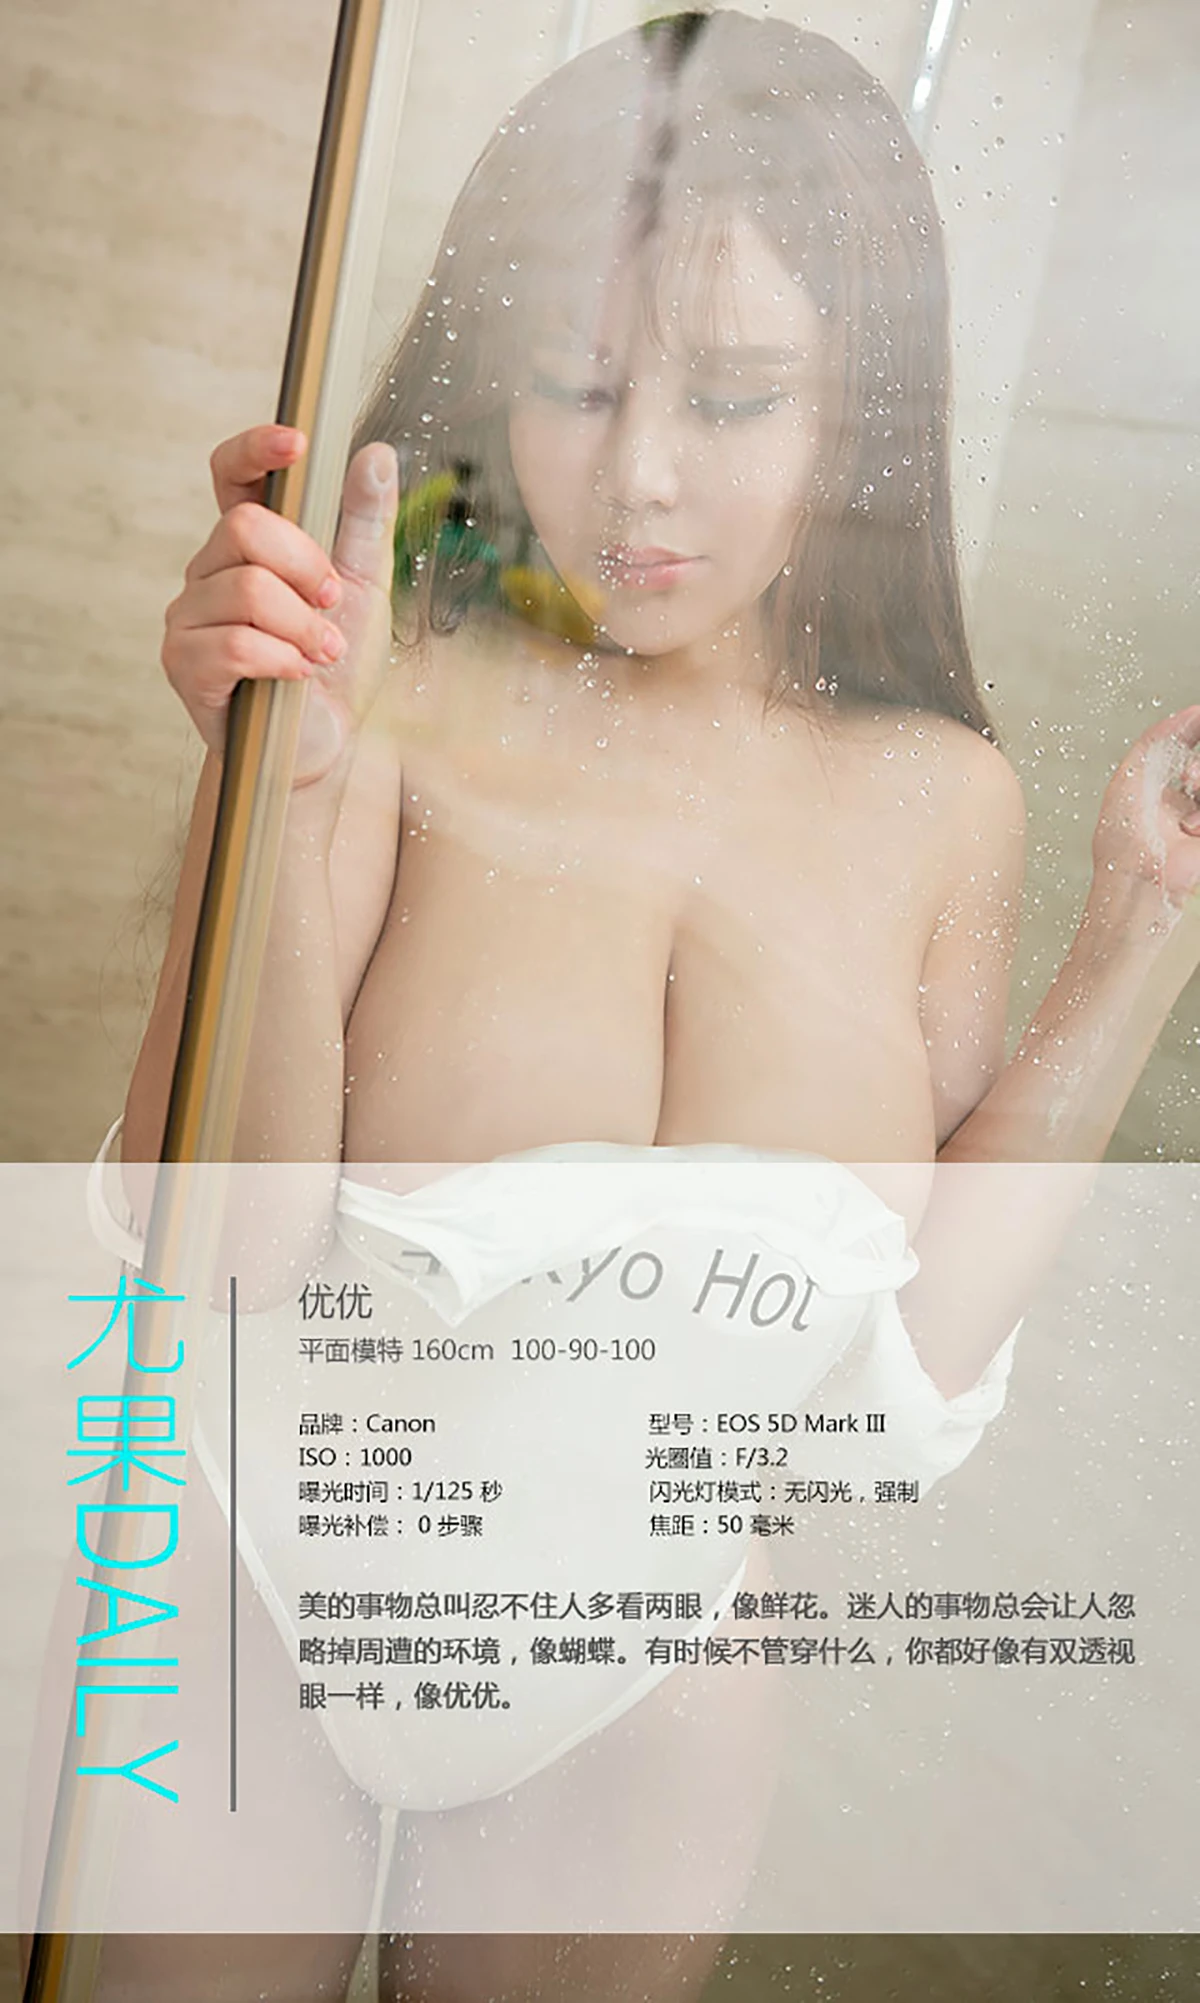 尤果DAILY
优优
平面模特 160cm 100-90-100
品牌：Canon
型号：EOS 5D Mark III
ISO：1000
光圈值：F/3.2
曝光时间：1/125 秒
闪光灯模式：无闪光，强制
曝光补偿： 0 步骤
焦距：50 毫米
美的事物总叫忍不住人多看两眼，像鲜花。迷人的事物总会让人忽
略掉周遭的环境，像蝴蝶。有时候不管穿什么，你都好像有双透视
眼一样，像优优。
Hot